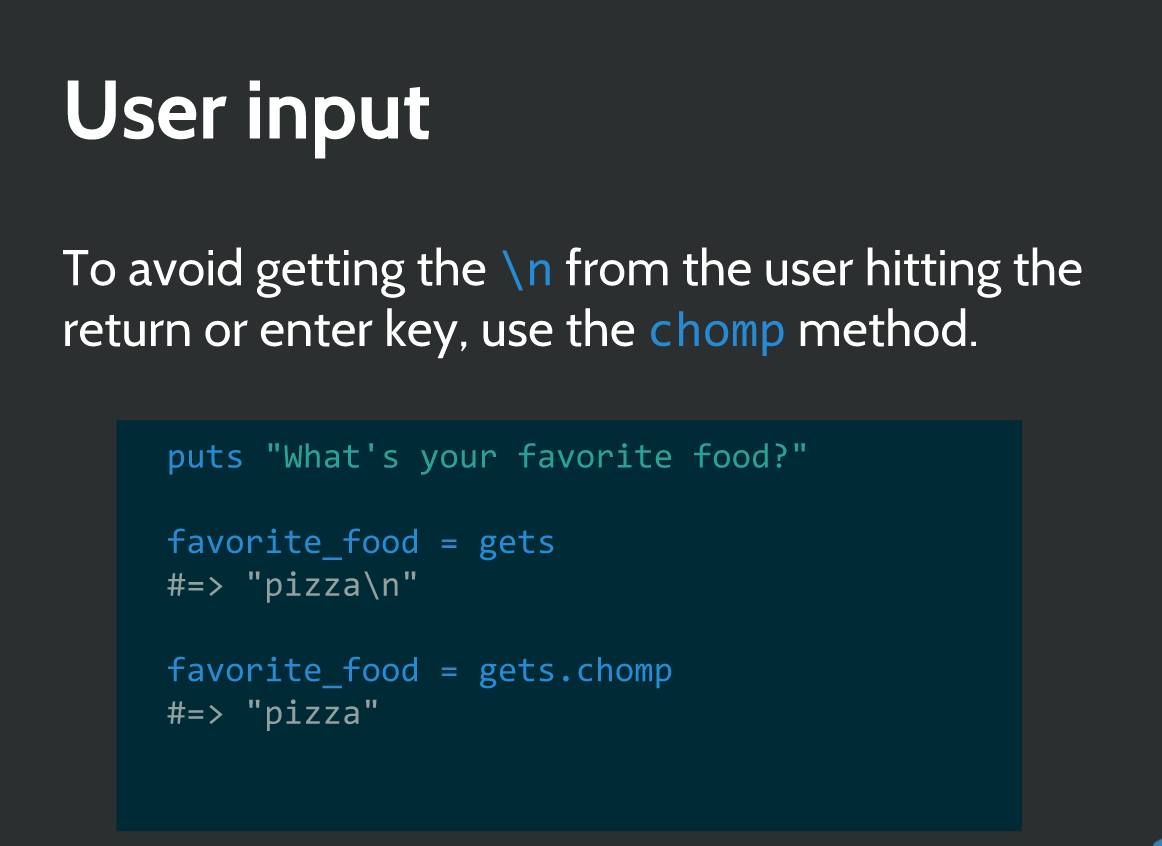 User input
To avoid getting the \n from the user hitting the
return or enter key, use the chomp method.
puts "What's your favorite food?"
favorite_food = gets
#=> "pizza\n"
favorite_food = gets.chomp
#=> "pizza"